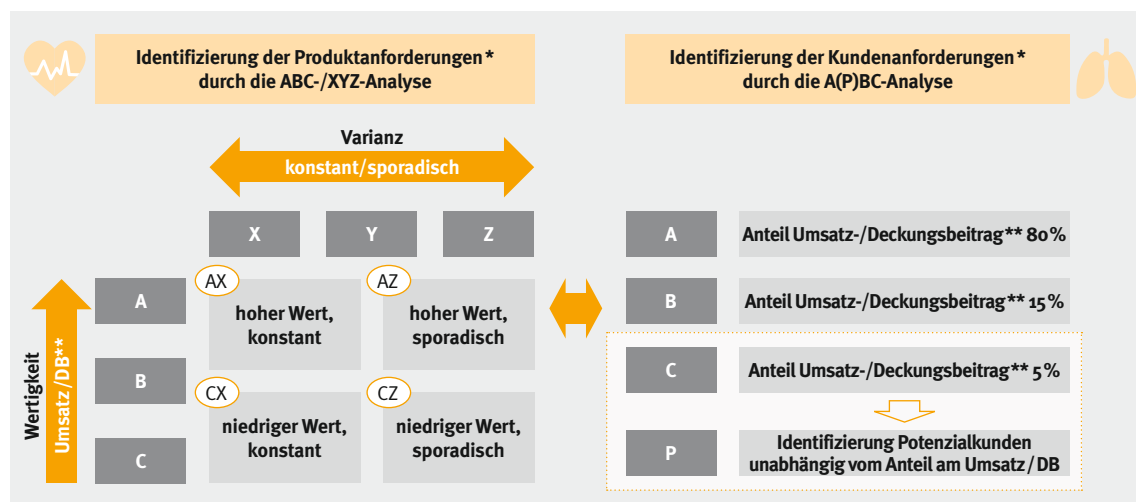 Identifizierung der Produktanforderungen *
durch die ABC-/XYZ-Analyse
Identifizierung der Kundenanforderungen *
durch die A(P)BC-Analyse
Varianz
konstant/sporadisch
X
Y
Z
Wertigkeit
Umsatz/DB**
A
B
C
AX
hoher Wert,
konstant
AZ
hoher Wert,
sporadisch
CX
niedriger Wert,
konstant
CZ
niedriger Wert,
sporadisch
A
Anteil Umsatz-/Deckungsbeitrag** 80%
B
Anteil Umsatz-/Deckungsbeitrag** 15%
C
Anteil Umsatz-/Deckungsbeitrag** 5%
P
Identifizierung Potenzialkunden
unabhängig vom Anteil am Umsatz/DB